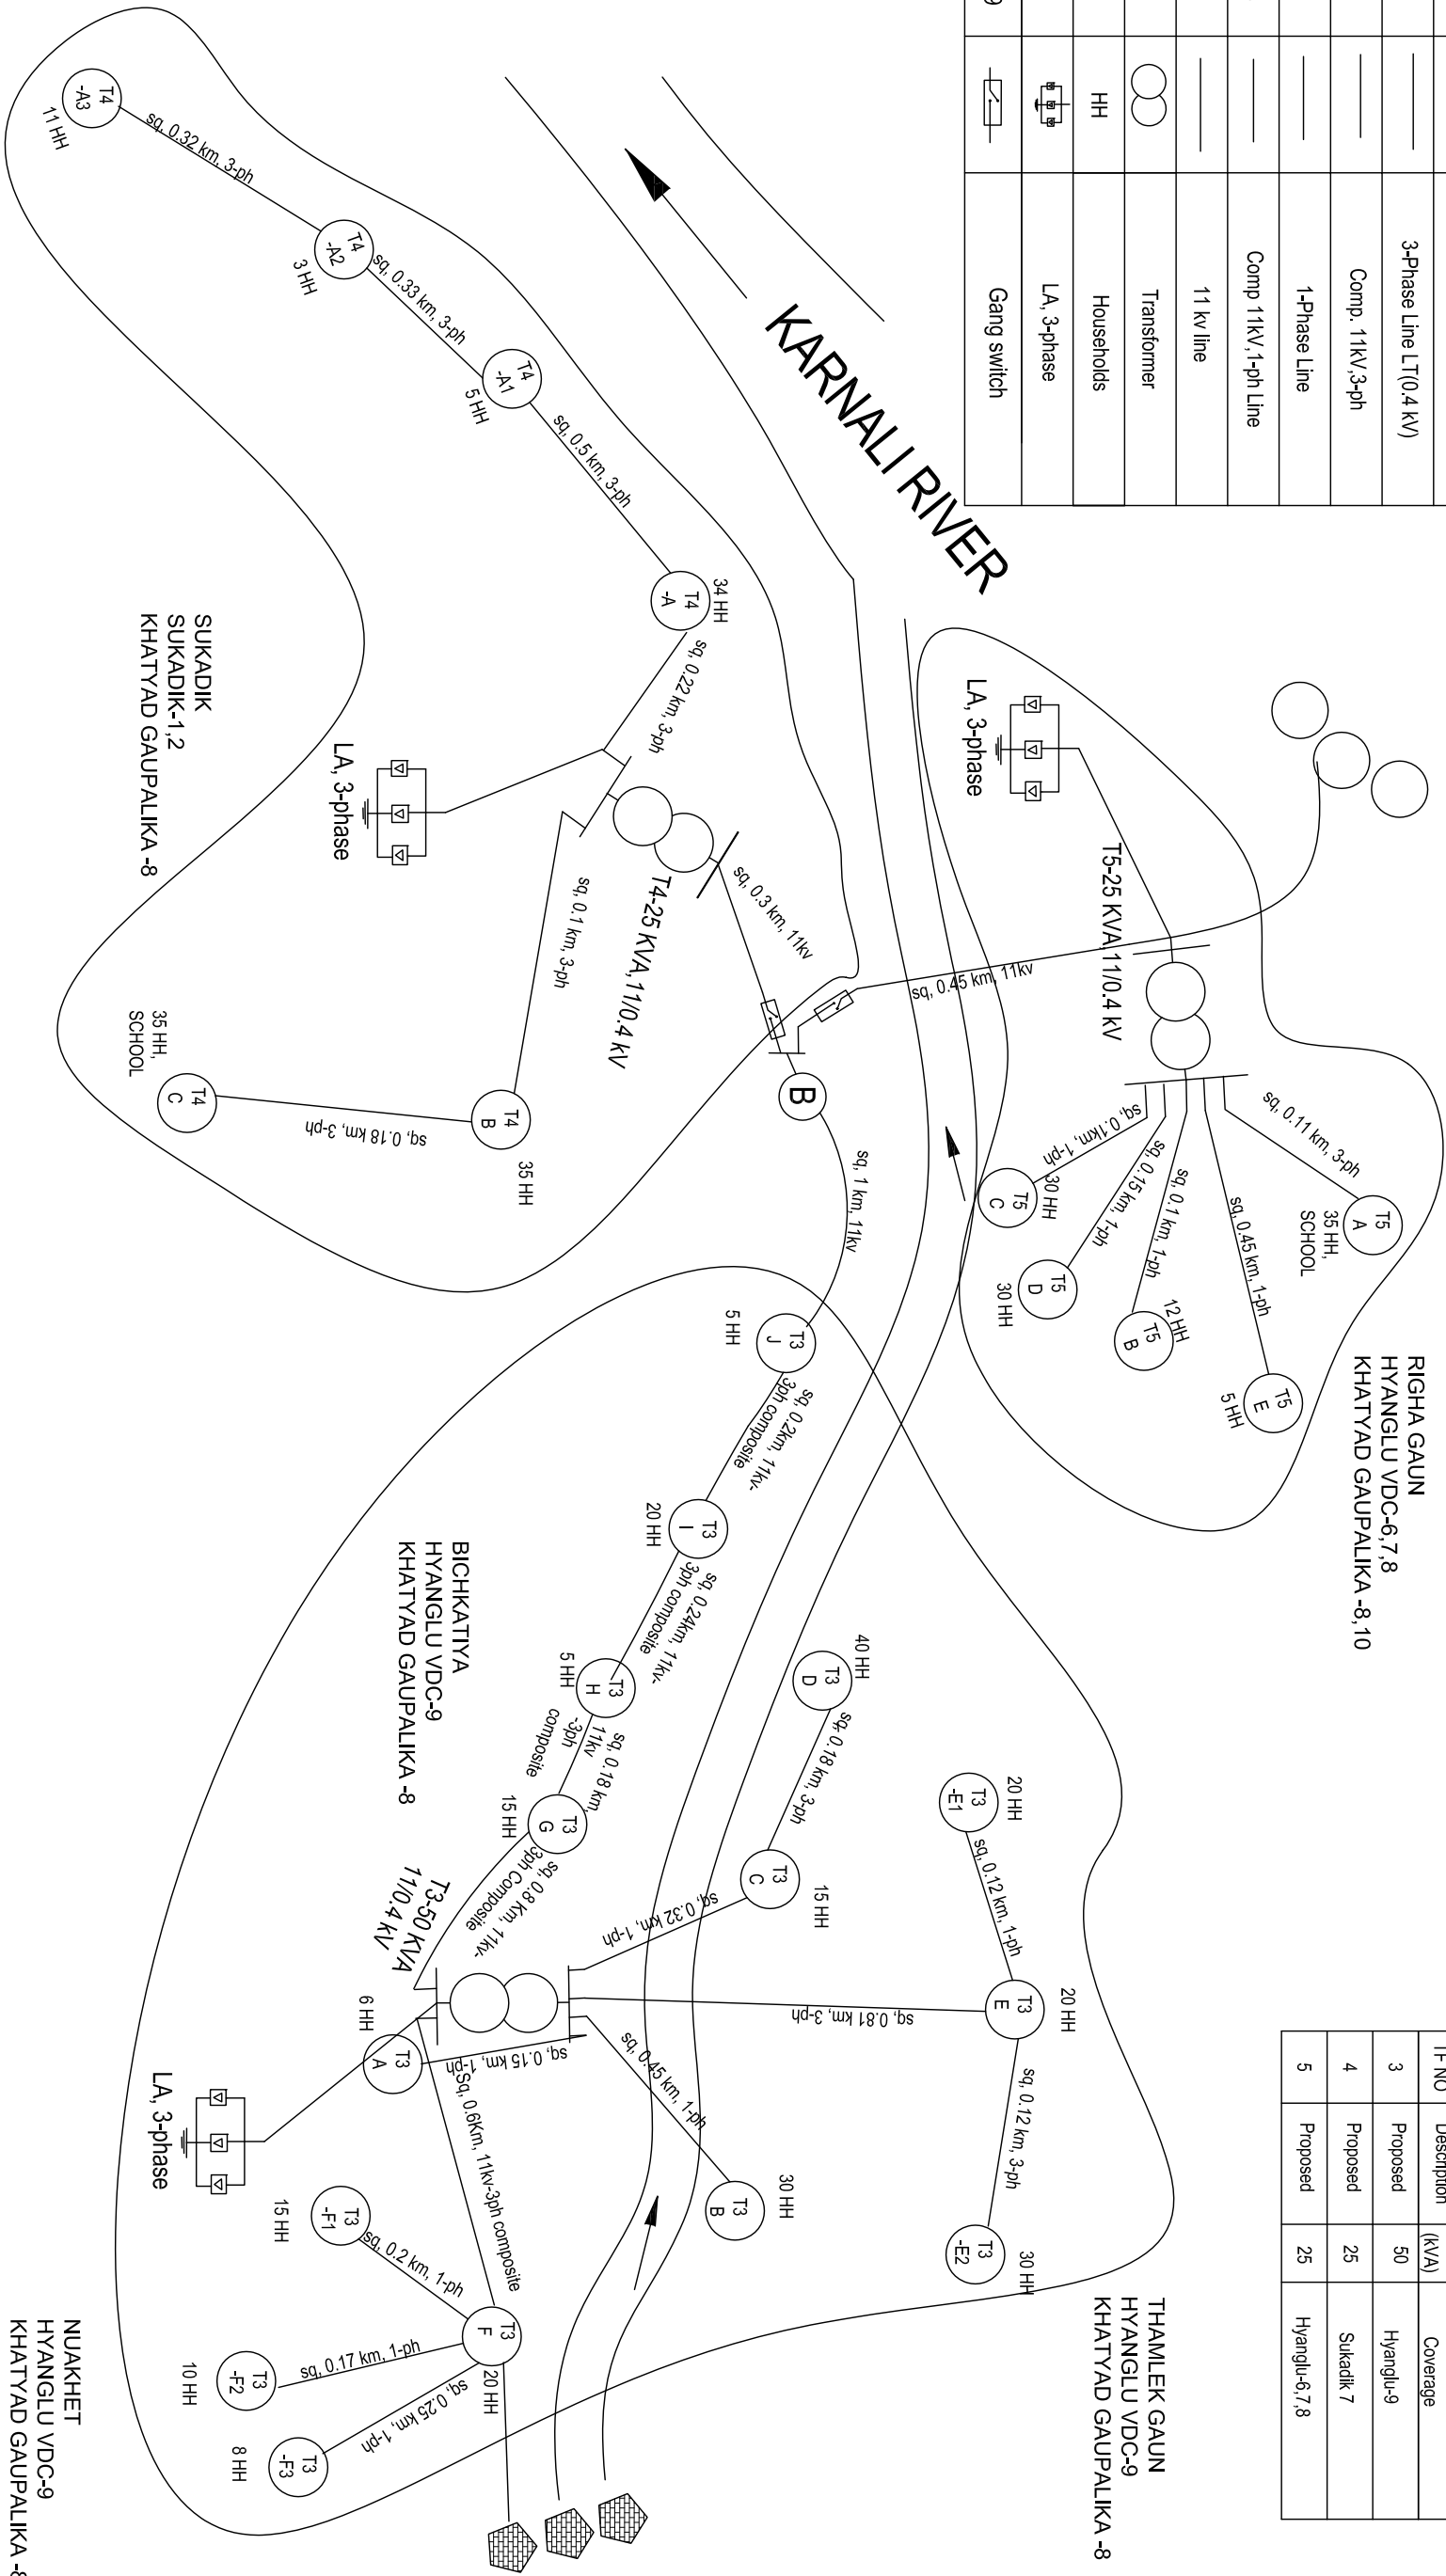 3-Phase Line LT(0.4 kV)
Comp. 11kV,3-ph
1-Phase Line
Comp 11kV,1-ph Line
11 kv line
Transformer
HH
Households
LA, 3-phase
9
Gang switch
KARNALI RIVER
TF NO
Description
(kVA)
Coverage
3
Proposed
50
Hyanglu-9
4
Proposed
25
Sukadik 7
5
Proposed
25
Hyanglu-6,7,8
RIGHA GAUN
HYANGLU VDC-6,7,8
KHATYAD GAUPALIKA -8,10
LA, 3-phase
T5-25 KVA,11/0.4 kV
sq, 0.45 km, 11kv
sq, 0.11 km, 3-ph
T5
A
35 HH,
SCHOOL
sq, 0.45 km, 1-ph
T5
E
5 HH
sq, 0.1 km, 1-ph
T5
B
12 HH
sq, 0.15 km, 1-ph
T5
D
30 HH
sq, 0.1km, 1-ph
T5
C
30 HH
T4
-A3
11 HH
sq, 0.32 km, 3-ph
T4
-A2
3 HH
sq, 0.33 km, 3-ph
T4
-A1
5 HH
sq, 0.5 km, 3-ph
T4
-A
34 HH
sq, 0.22 km, 3-ph
LA, 3-phase
T4-25 KVA,11/0.4 kV
sq, 0.3 km, 11kv
sq, 0.1 km, 3-ph
T4
B
35 HH
sq, 0.18 km, 3-ph
T4
C
35 HH,
SCHOOL
SUKADIK
SUKADIK-1,2
KHATYAD GAUPALIKA -8
B
sq, 1 km, 11kv
T3
J
5 HH
sq, 0.2km, 11kv-
3ph composite
T3
I
20 HH
sq, 0.24km, 11kv-
3ph composite
T3
H
5 HH
sq, 0.18 km,
11kv
-3ph
composite
T3
G
15 HH
sq, 0.8 Km, 11kv-
3ph Composite
BICHKATIYA
HYANGLU VDC-9
KHATYAD GAUPALIKA -8
T3-50 KVA
11/0.4 kV
T3
D
40 HH
sq, 0.18 km, 3-ph
T3
C
15 HH
sq, 0.32 km, 1-ph
T3
-E1
20 HH
sq, 0.12 km, 1-ph
T3
E
20 HH
sq, 0.81 km, 3-ph
sq, 0.12 km, 3-ph
T3
-E2
30 HH
sq, 0.45 km, 1-ph
T3
B
30 HH
sq, 0.15 km, 1-ph
T3
A
6 HH
LA, 3-phase
Sq, 0.6Km, 11kv-3ph composite
T3
F
20 HH
sq, 0.2 km, 1-ph
T3
-F1
15 HH
sq, 0.17 km, 1-ph
T3
-F2
10 HH
sq, 0.25 km, 1-ph
T3
-F3
8 HH
THAMLEK GAUN
HYANGLU VDC-9
KHATYAD GAUPALIKA -8
NUAKHET
HYANGLU VDC-9
KHATYAD GAUPALIKA -8